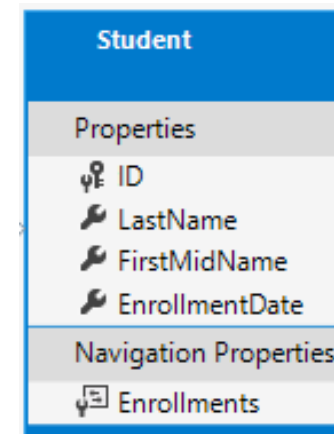 Student
Properties
ID
LastName
FirstMidName
EnrollmentDate
Navigation Properties
Enrollments